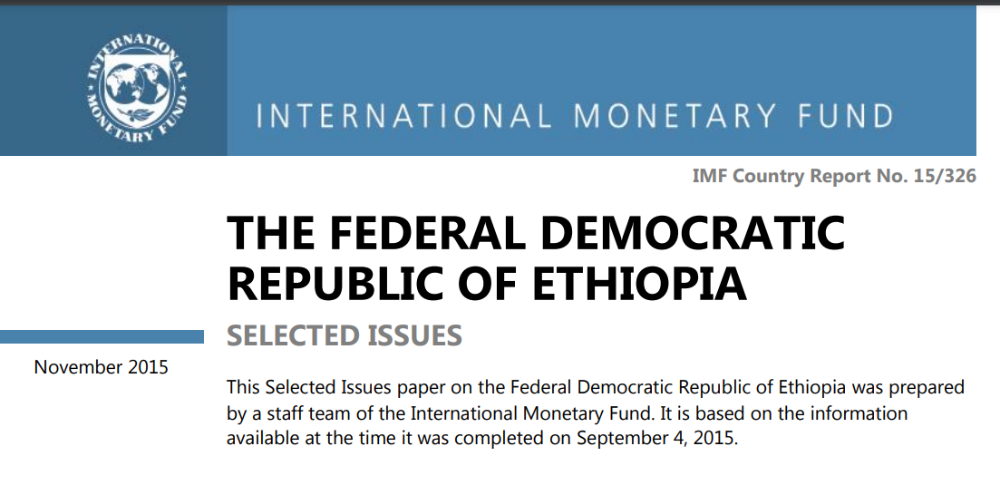 INTERNATIONAL MONETARY FUND
INTERNATIONAL MONETARY FUND
IMF Country Report No. 15/326
THE FEDERAL DEMOCRATIC
REPUBLIC OF ETHIOPIA
SELECTED ISSUES
November 2015
This Selected Issues paper on the Federal Democratic Republic of Ethiopia was prepared
by a staff team of the International Monetary Fund. It is based on the information
available at the time it was completed on September 4, 2015.